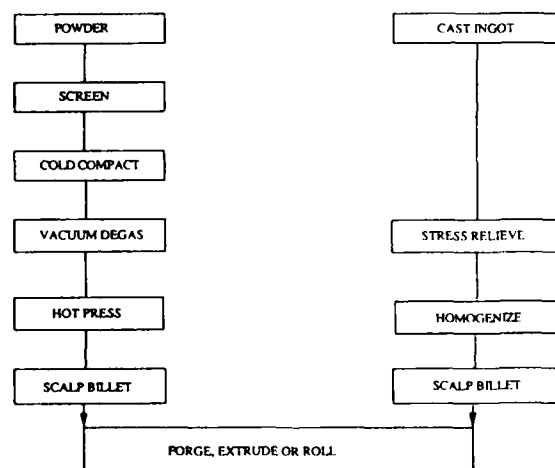 POWDER
CAST INGOT
SCREEN
COLD COMPACT
VACUUM DEGAS
STRESS RELIEVE
HOT PRESS
HOMOGENIZE
SCALP BILLET
SCALP BILLET
FORGE, EXTRUDE OR ROLL